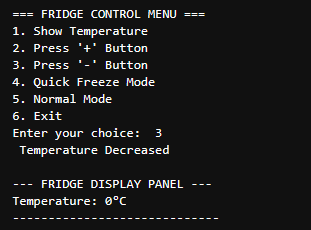 === FRIDGE CONTROL MENU ===
1. Show Temperature
2. Press '+' Button
3. Press '-' Button
4. Quick Freeze Mode
5. Normal Mode
6. Exit
Enter your choice:  3
 Temperature Decreased

--- FRIDGE DISPLAY PANEL ---
Temperature: 0°C
-----------------------------